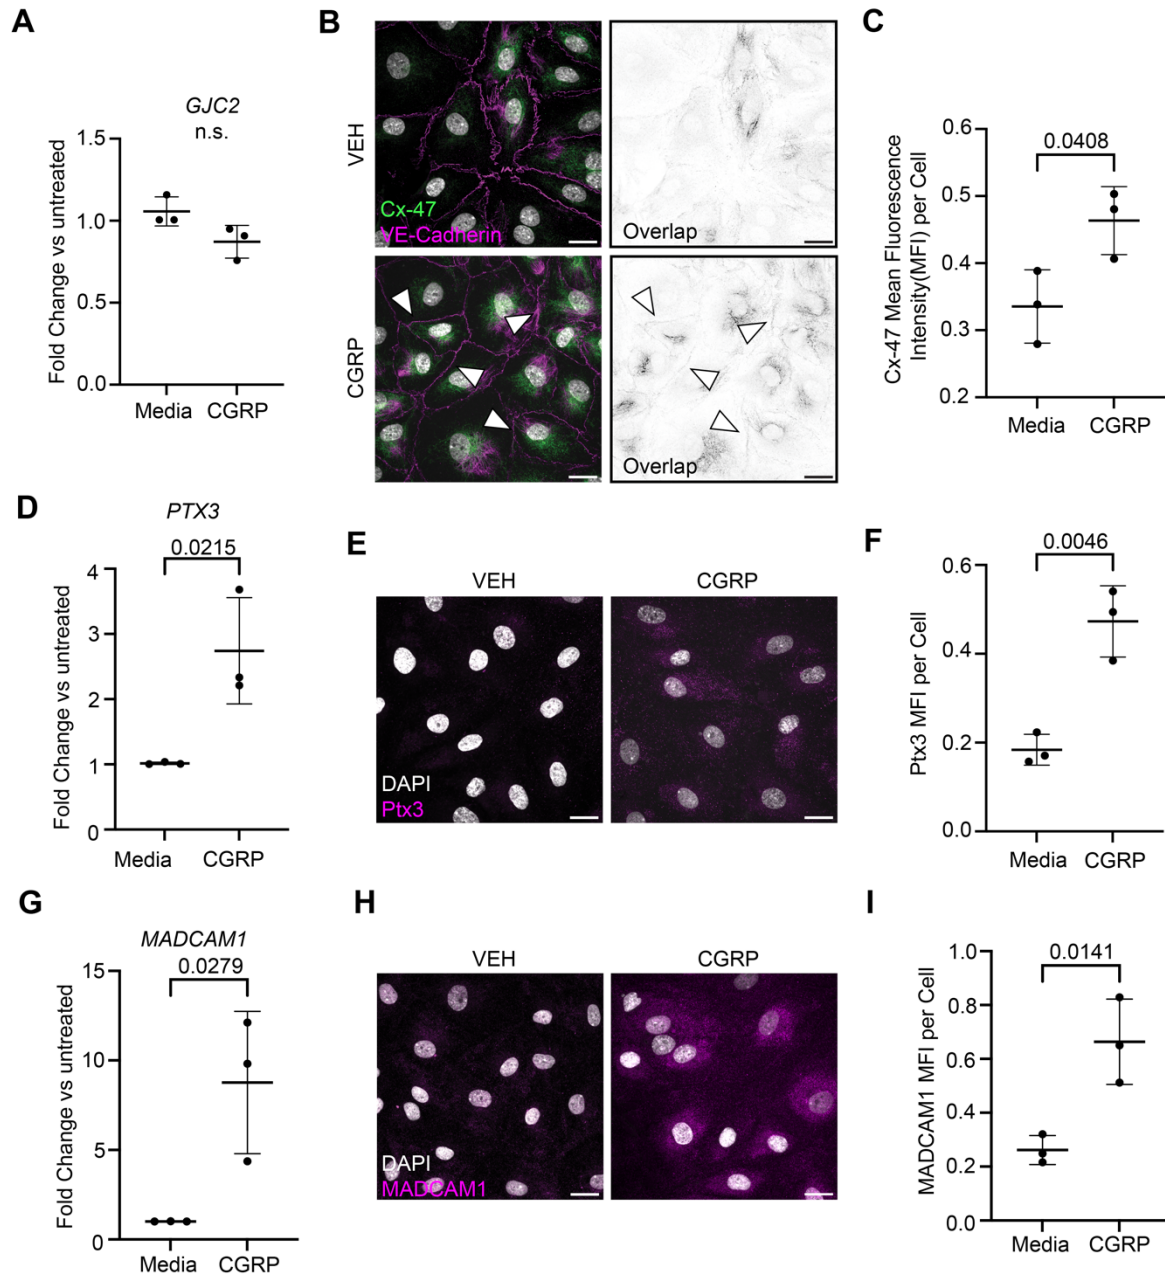 A
GJC2
n.s.
Fold Change vs untreated
1.5
1.0
0.5
0.0
Media
CGRP
B
VEH
Cx-47
VE-Cadherin
Overlap
CGRP
Overlap
C
Cx-47 Mean Fluorescence
Intensity(MFI) per Cell
0.6
0.5
0.4
0.3
0.2
0.0408
Media
CGRP
D
PTX3
0.0215
Fold Change vs untreated
4
3
2
1
0
Media
CGRP
E
VEH
CGRP
DAPI
Ptx3
F
0.0046
Ptx3 MFI per Cell
0.6
0.4
0.2
0.0
Media
CGRP
G
MADCAM1
0.0279
Fold Change vs untreated
15
10
5
0
Media
CGRP
H
VEH
CGRP
DAPI
MADCAM1
I
0.0141
MADCAM1 MFI per Cell
1.0
0.8
0.6
0.4
0.2
0.0
Media
CGRP